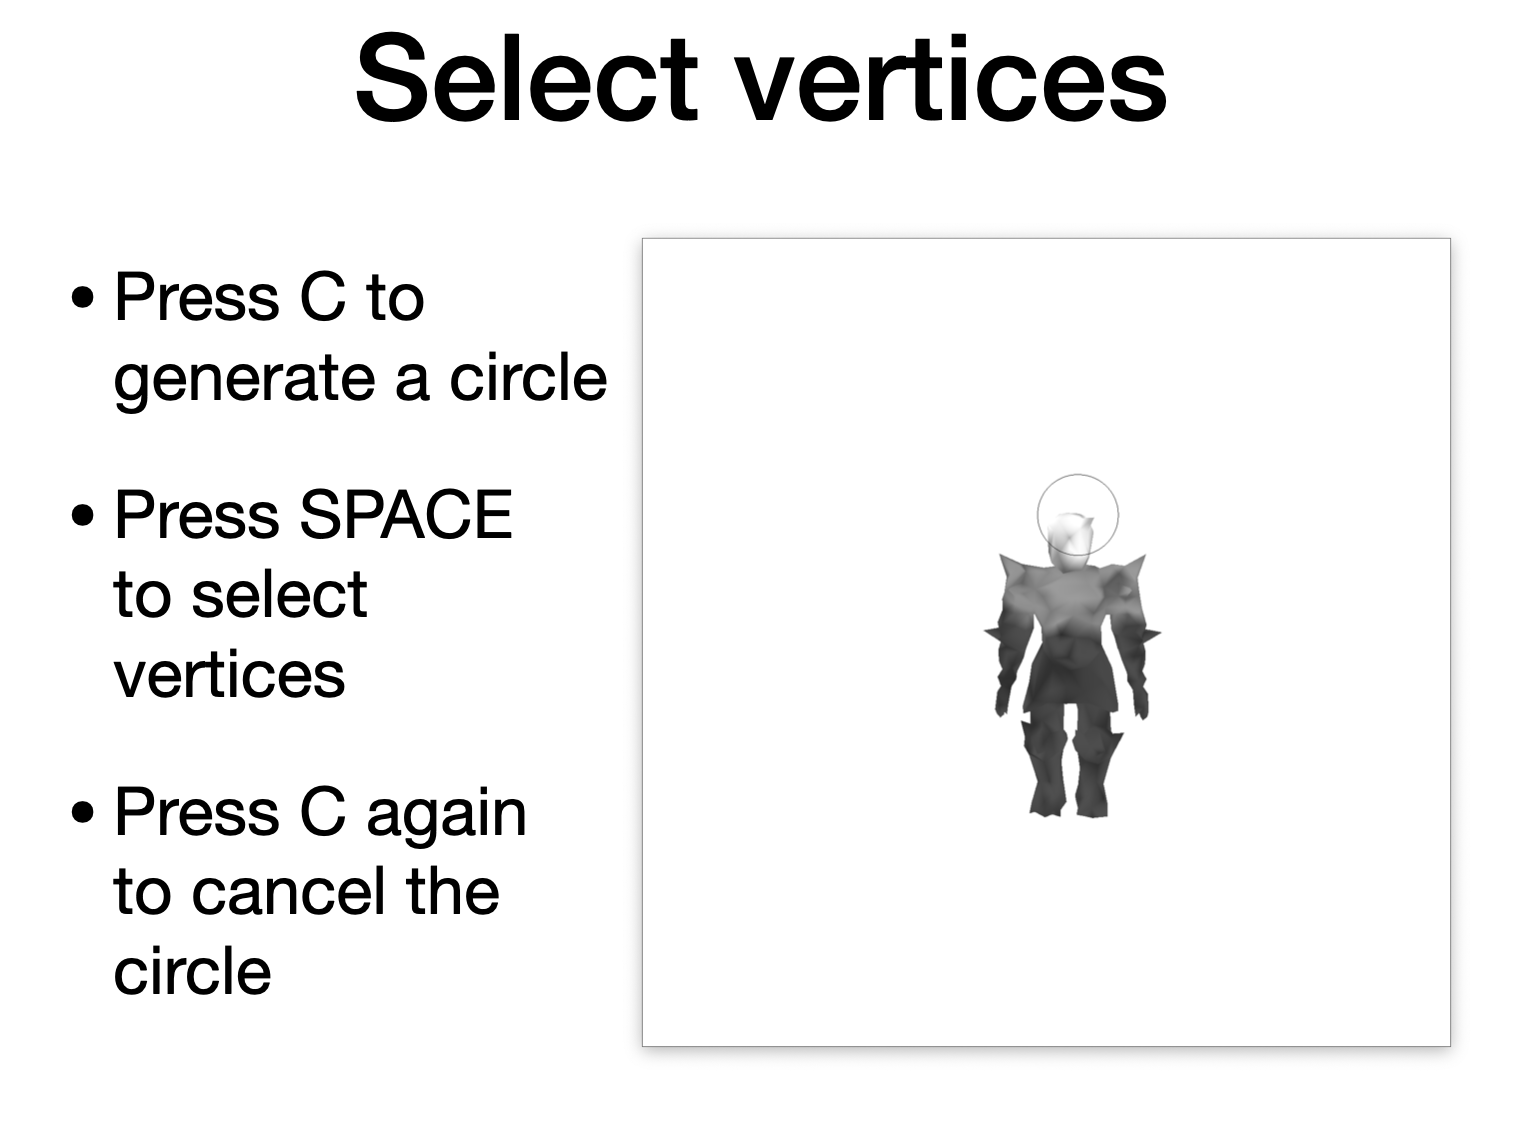 Select vertices
• Press C to
generate a circle
• Press SPACE
to select
vertices
• Press C again
to cancel the
circle